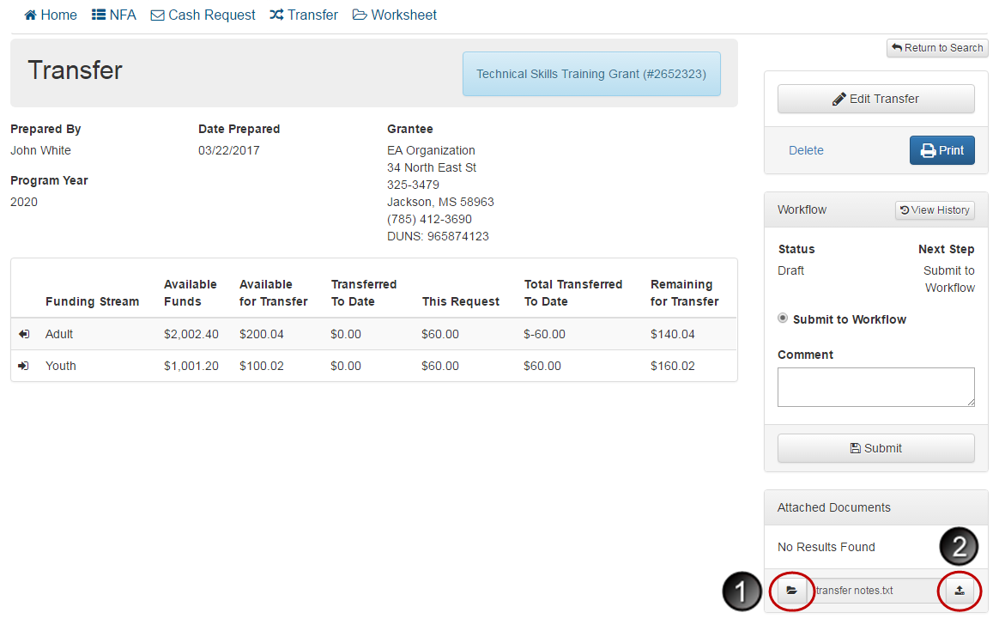 Home NFA Cash Request Transfer Worksheet
Return to Search
Transfer
Technical Skills Training Grant (#2652323)
Edit Transfer
Delete Print
Prepared By Date Prepared Grantee
John White 03/22/2017 EA Organization
34 North East St
325-3479
Jackson, MS 58963
(785) 412-3690
DUNS: 965874123
Program Year
2020
Funding Stream Available Funds Available for Transfer Transferred To Date This Request Total Transferred To Date Remaining for Transfer
Adult $2,002.40 $200.04 $0.00 $60.00 $-60.00 $140.04
Youth $1,001.20 $100.02 $0.00 $60.00 $60.00 $160.02
Workflow View History
Status Next Step
Draft Submit to
Workflow
Submit to Workflow
Comment
Submit
Attached Documents
No Results Found
2
1 transfer notes.txt